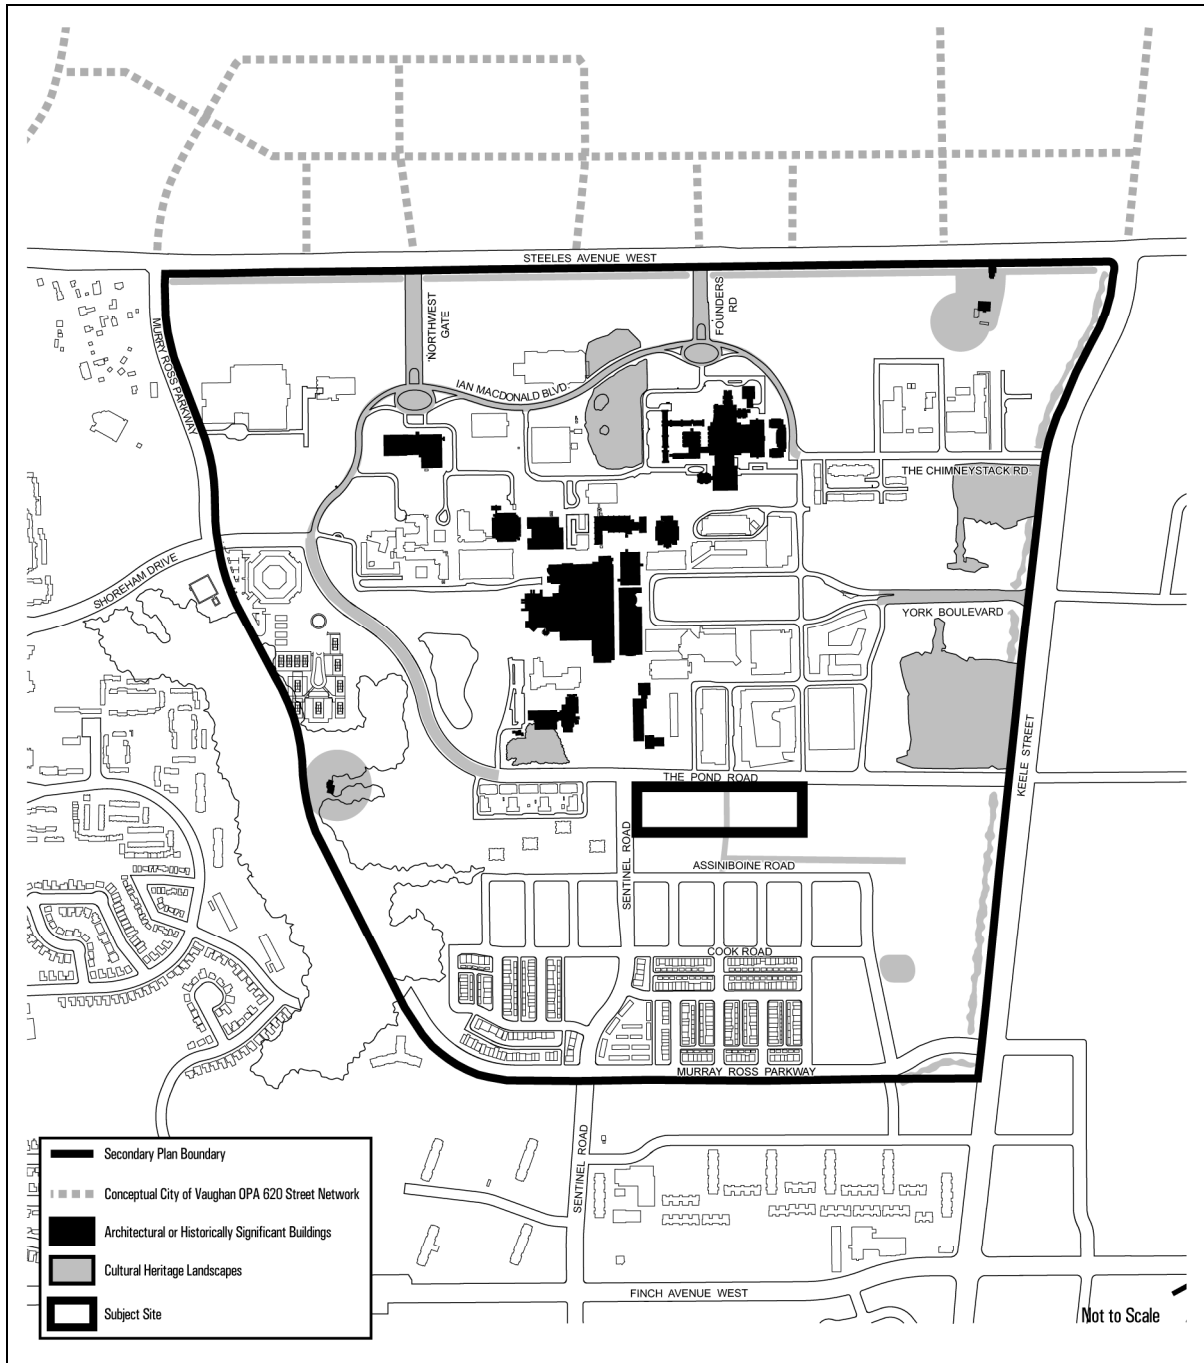 STEELES AVENUE WEST
NORTHWEST
GATE
FOUNDERS
RD
MURRY ROSS PARKWAY
IAN MACDONALD BLVD.
THE CHIMNEYSTACK RD.
SHOREHAM DRIVE
YORK BOULEVARD
KEELE STREET
THE POND ROAD
SENTINEL ROAD
ASSINIBOINE ROAD
COOK ROAD
MURRAY ROSS PARKWAY
SENTINEL ROAD
FINCH AVENUE WEST
Secondary Plan Boundary
Conceptual City of Vaughan OPA 620 Street Network
Architectural or Historically Significant Buildings
Cultural Heritage Landscapes
Subject Site
Not to Scale